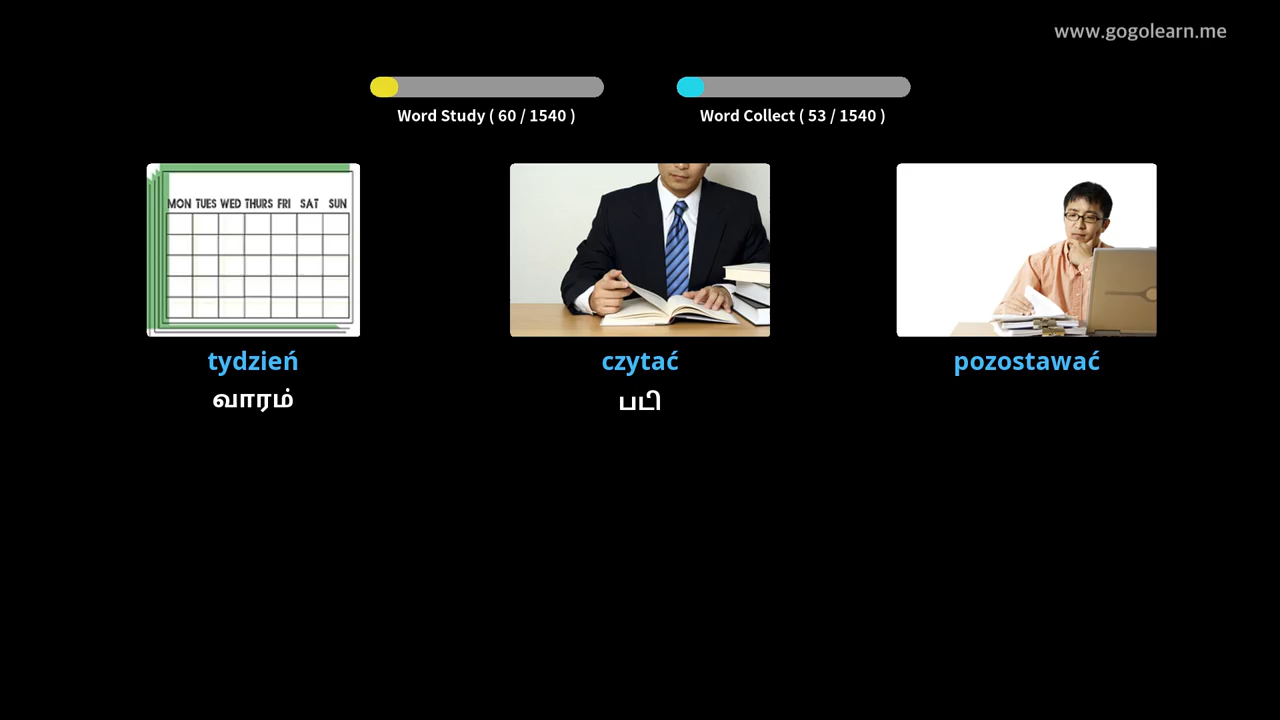 www.gogolearn.me
Word Study ( 60 / 1540 )
Word Collect ( 53 / 1540 )
MON TUES WED THURS FRI SAT SUN
tydzień
வாரம்
czytać
படி
pozostawać